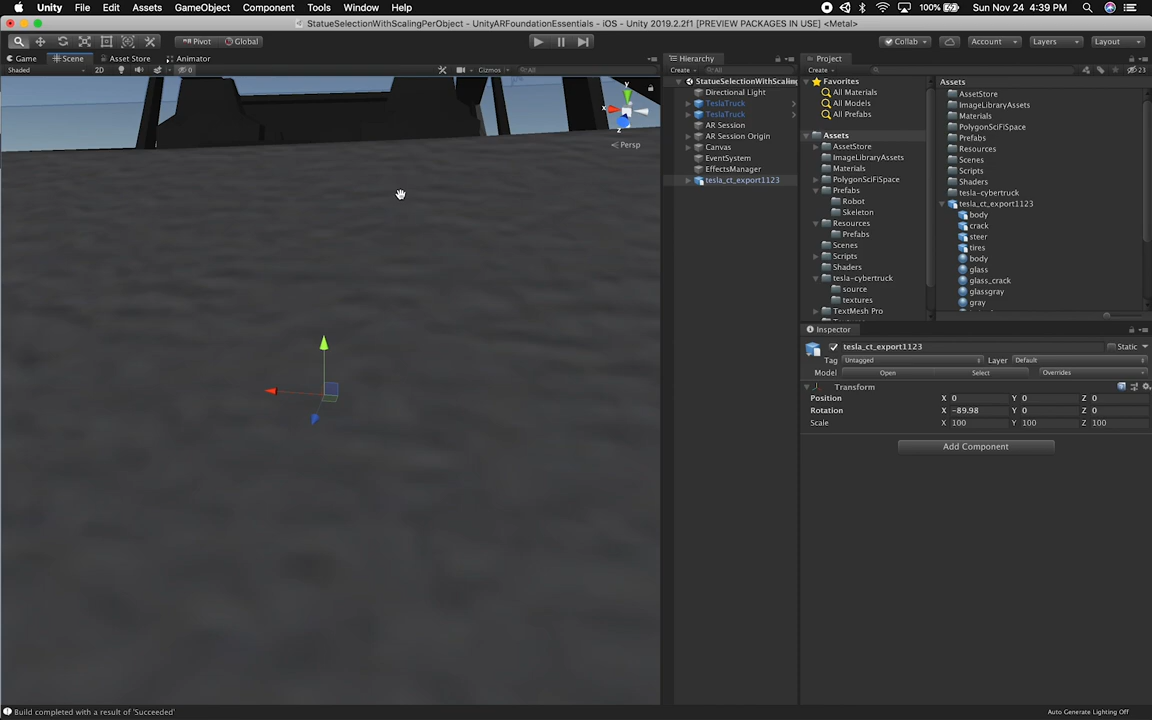 Unity File Edit Assets GameObject Component Tools Window Help 100% Sun Nov 24 4:39 PM
StatueSelectionWithScalingPerObject - UnityARFoundationEssentials - iOS - Unity 2019.2.2f1 [PREVIEW PACKAGES IN USE] <Metal>
Pivot Global Collab Account Layers Layout
Game Scene Asset Store Animator Hierarchy Project
Shaded 2D 0 Gizmos All Create All Create 23
StatueSelectionWithScaling
Directional Light
TeslaTruck
TeslaTruck
AR Session
AR Session Origin
Canvas
EventSystem
EffectsManager
tesla_ct_export1123
y
x
z
Persp
Favorites
All Materials
All Models
All Prefabs
Assets
AssetStore
ImageLibraryAssets
Materials
PolygonSciFiSpace
Prefabs
Robot
Skeleton
Resources
Prefabs
Scenes
Scripts
Shaders
tesla-cybertruck
source
textures
TextMesh Pro
Assets
AssetStore
ImageLibraryAssets
Materials
PolygonSciFiSpace
Prefabs
Resources
Scenes
Scripts
Shaders
tesla-cybertruck
tesla_ct_export1123
body
crack
steer
tires
body
glass
glass_crack
glassgray
gray
Inspector
tesla_ct_export1123 Static
Tag Untagged Layer Default
Model Open Select Overrides
Transform
Position X 0 Y 0 Z 0
Rotation X -89.98 Y 0 Z 0
Scale X 100 Y 100 Z 100
Add Component
Build completed with a result of 'Succeeded' Auto Generate Lighting Off